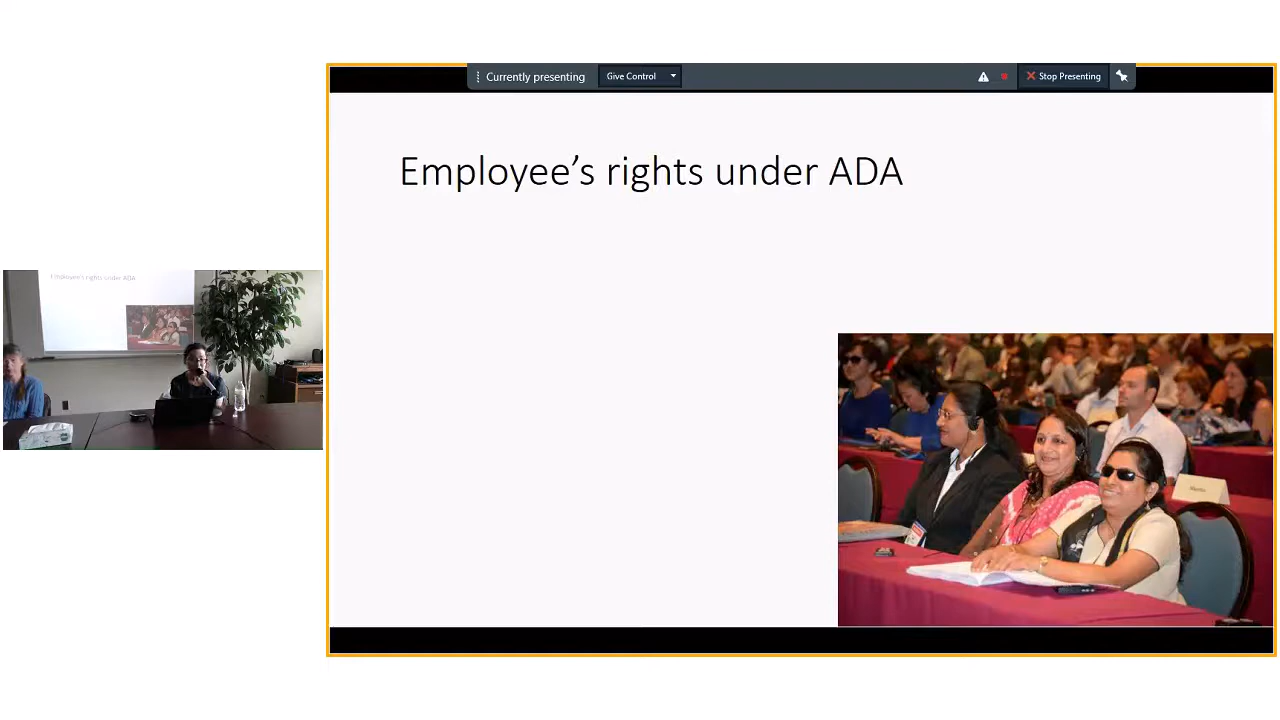 Currently presenting
Give Control
Stop Presenting
Employee's rights under ADA
Employee's rights under ADA